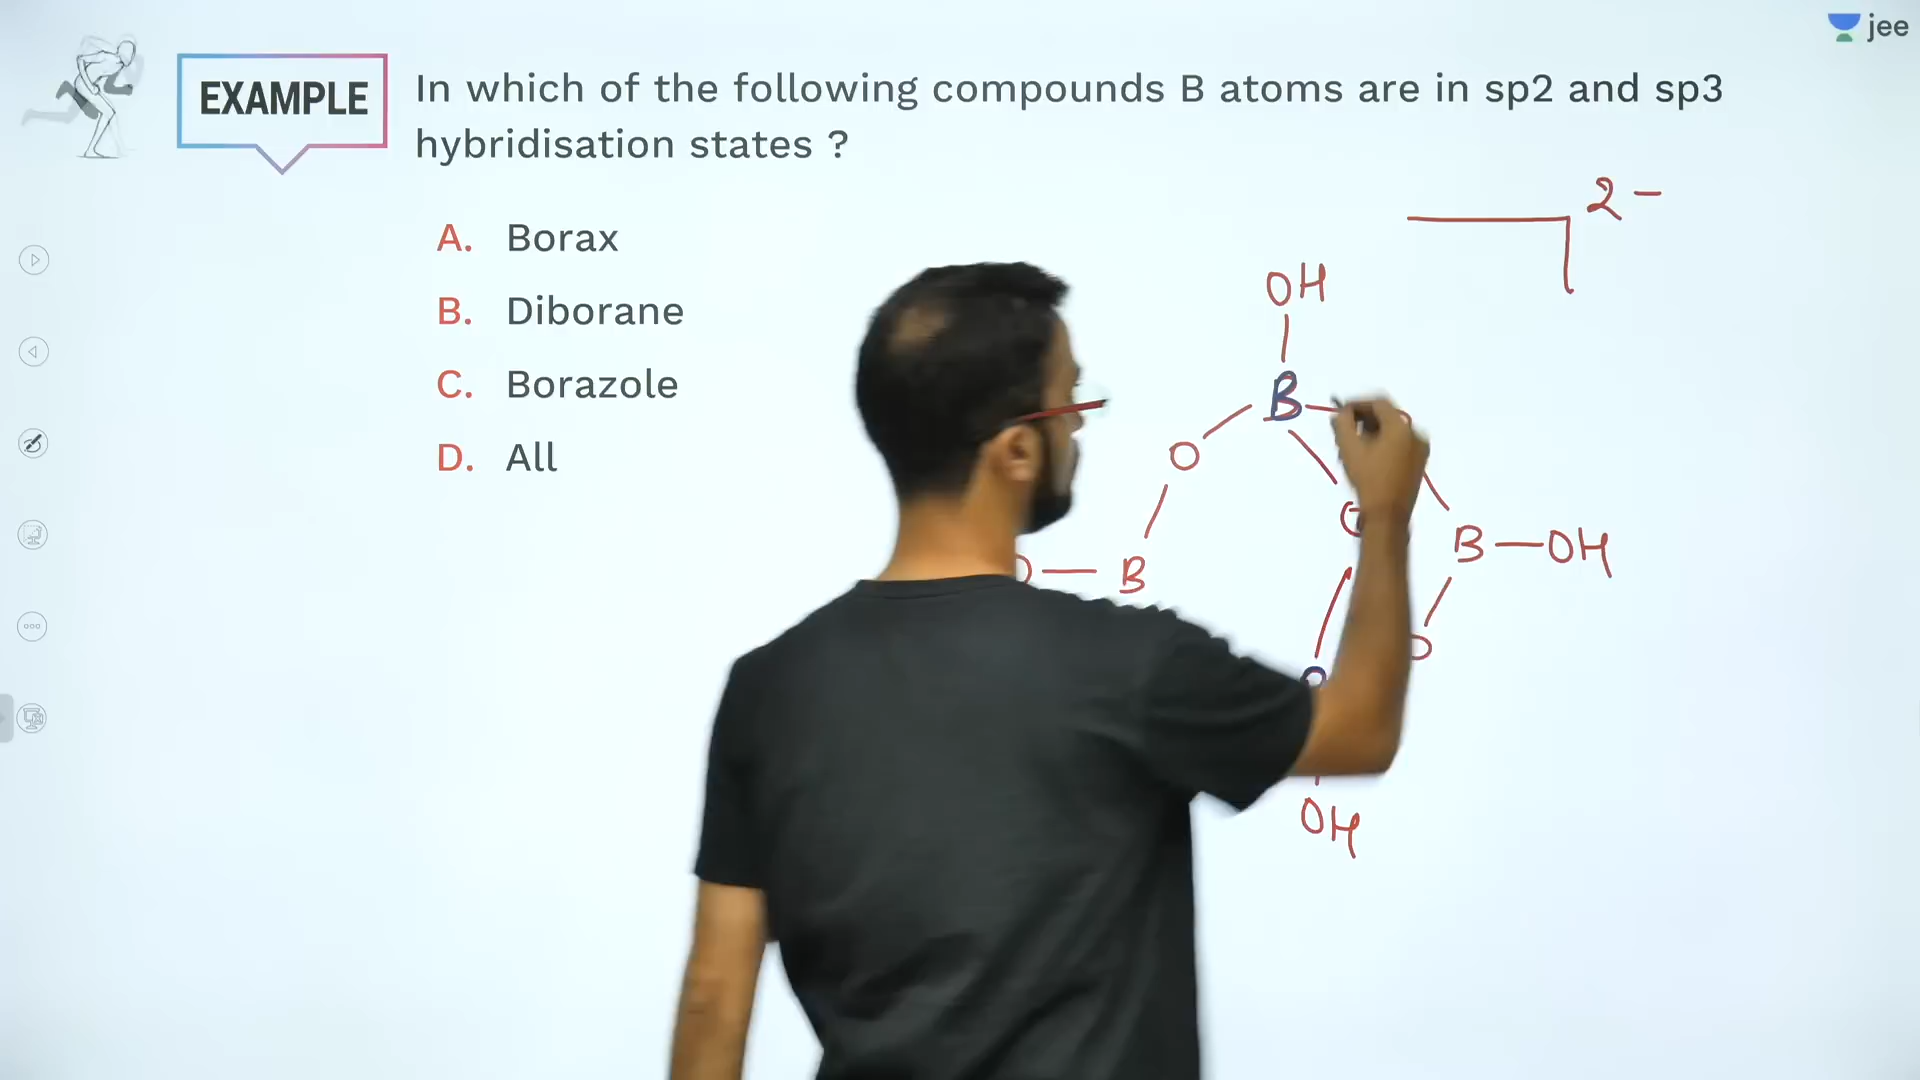 jee
EXAMPLE
In which of the following compounds B atoms are in sp2 and sp3
hybridisation states ?
A. Borax
B. Diborane
C. Borazole
D. All
2 –
OH
B
O
O
B — OH
— B
O
OH